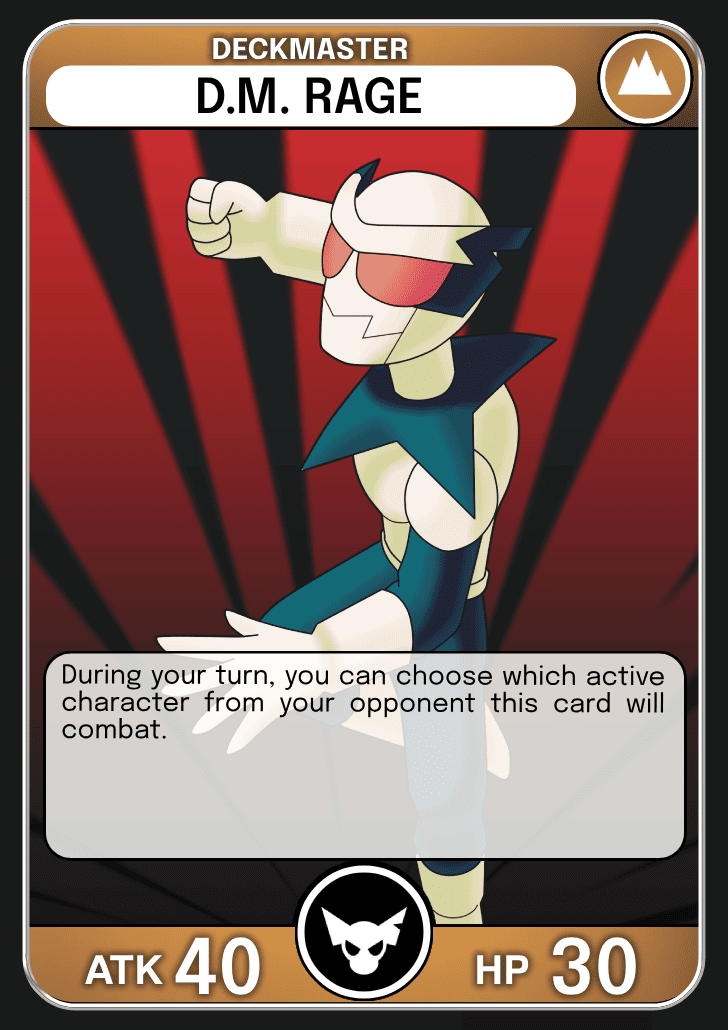 DECKMASTER
D.M. RAGE
During your turn, you can choose which active
character from your opponent this card will
combat.
ATK 40 HP 30